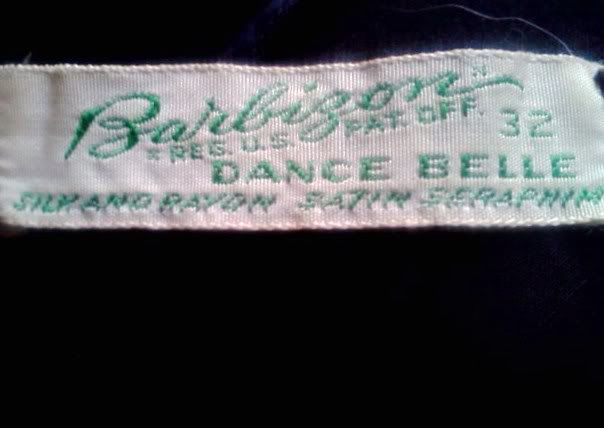 Barbizon
REG. U.S. PAT. OFF. 32
DANCE BELLE
SILK AND RAYON SATIN SERAPHIM